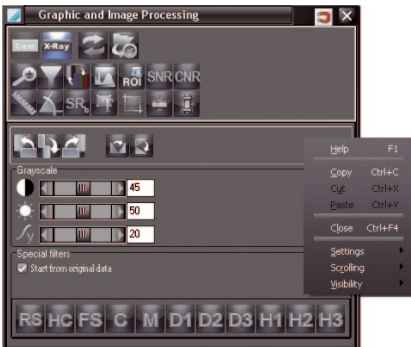 Graphic and Image Processing
Gam X-Ray
ROI SNR CNR
SRb
Grayscale
45
50
γ 20
Special filters
Start from original data
RS HC FS C M D1 D2 D3 H1 H2 H3
Help F1
Copy Ctrl+C
Cut Ctrl+X
Paste Ctrl+V
Close Ctrl+F4
Settings
Scrolling
Visibility